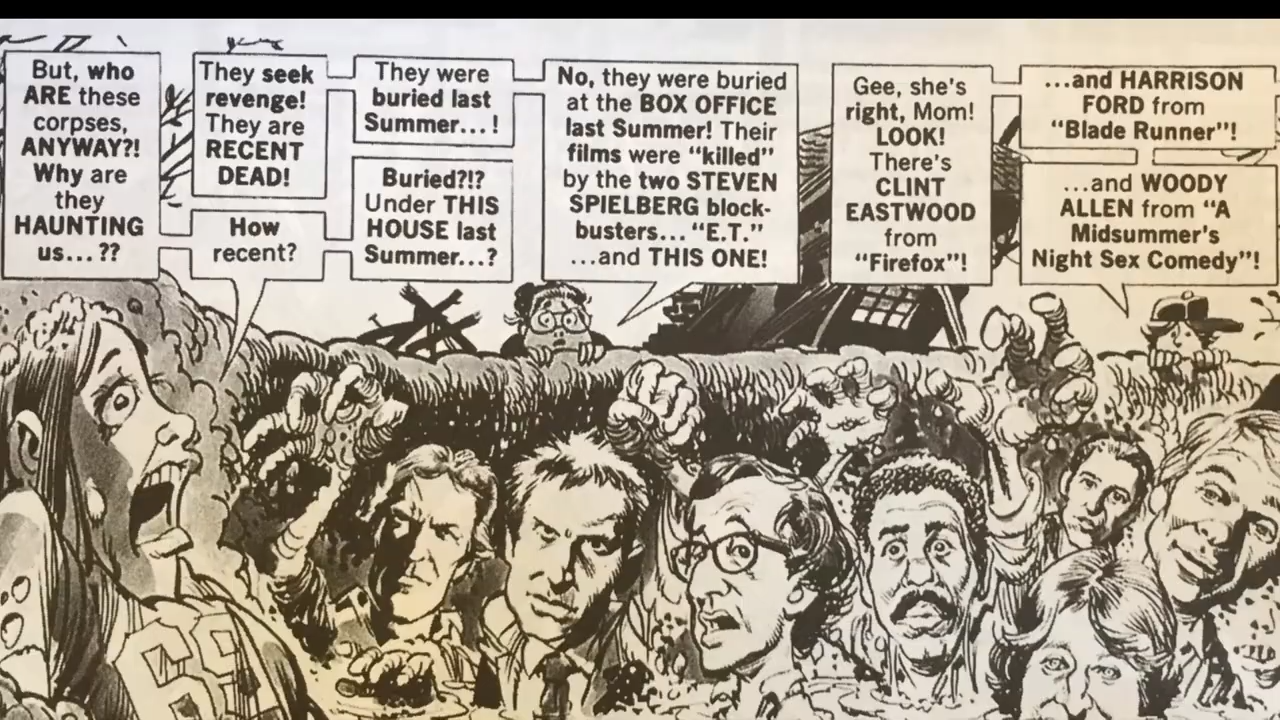 But, who
ARE these
corpses,
ANYWAY?!
Why are
they
HAUNTING
us...??
They seek
revenge!
They are
RECENT
DEAD!
How
recent?
They were
buried last
Summer...!
Buried?!?
Under THIS
HOUSE last
Summer...?
No, they were buried
at the BOX OFFICE
last Summer! Their
films were "killed"
by the two STEVEN
SPIELBERG block-
busters... "E.T."
...and THIS ONE!
Gee, she's
right, Mom!
LOOK!
There's
CLINT
EASTWOOD
from
"Firefox"!
...and HARRISON
FORD from
"Blade Runner"!
...and WOODY
ALLEN from "A
Midsummer's
Night Sex Comedy"!
68